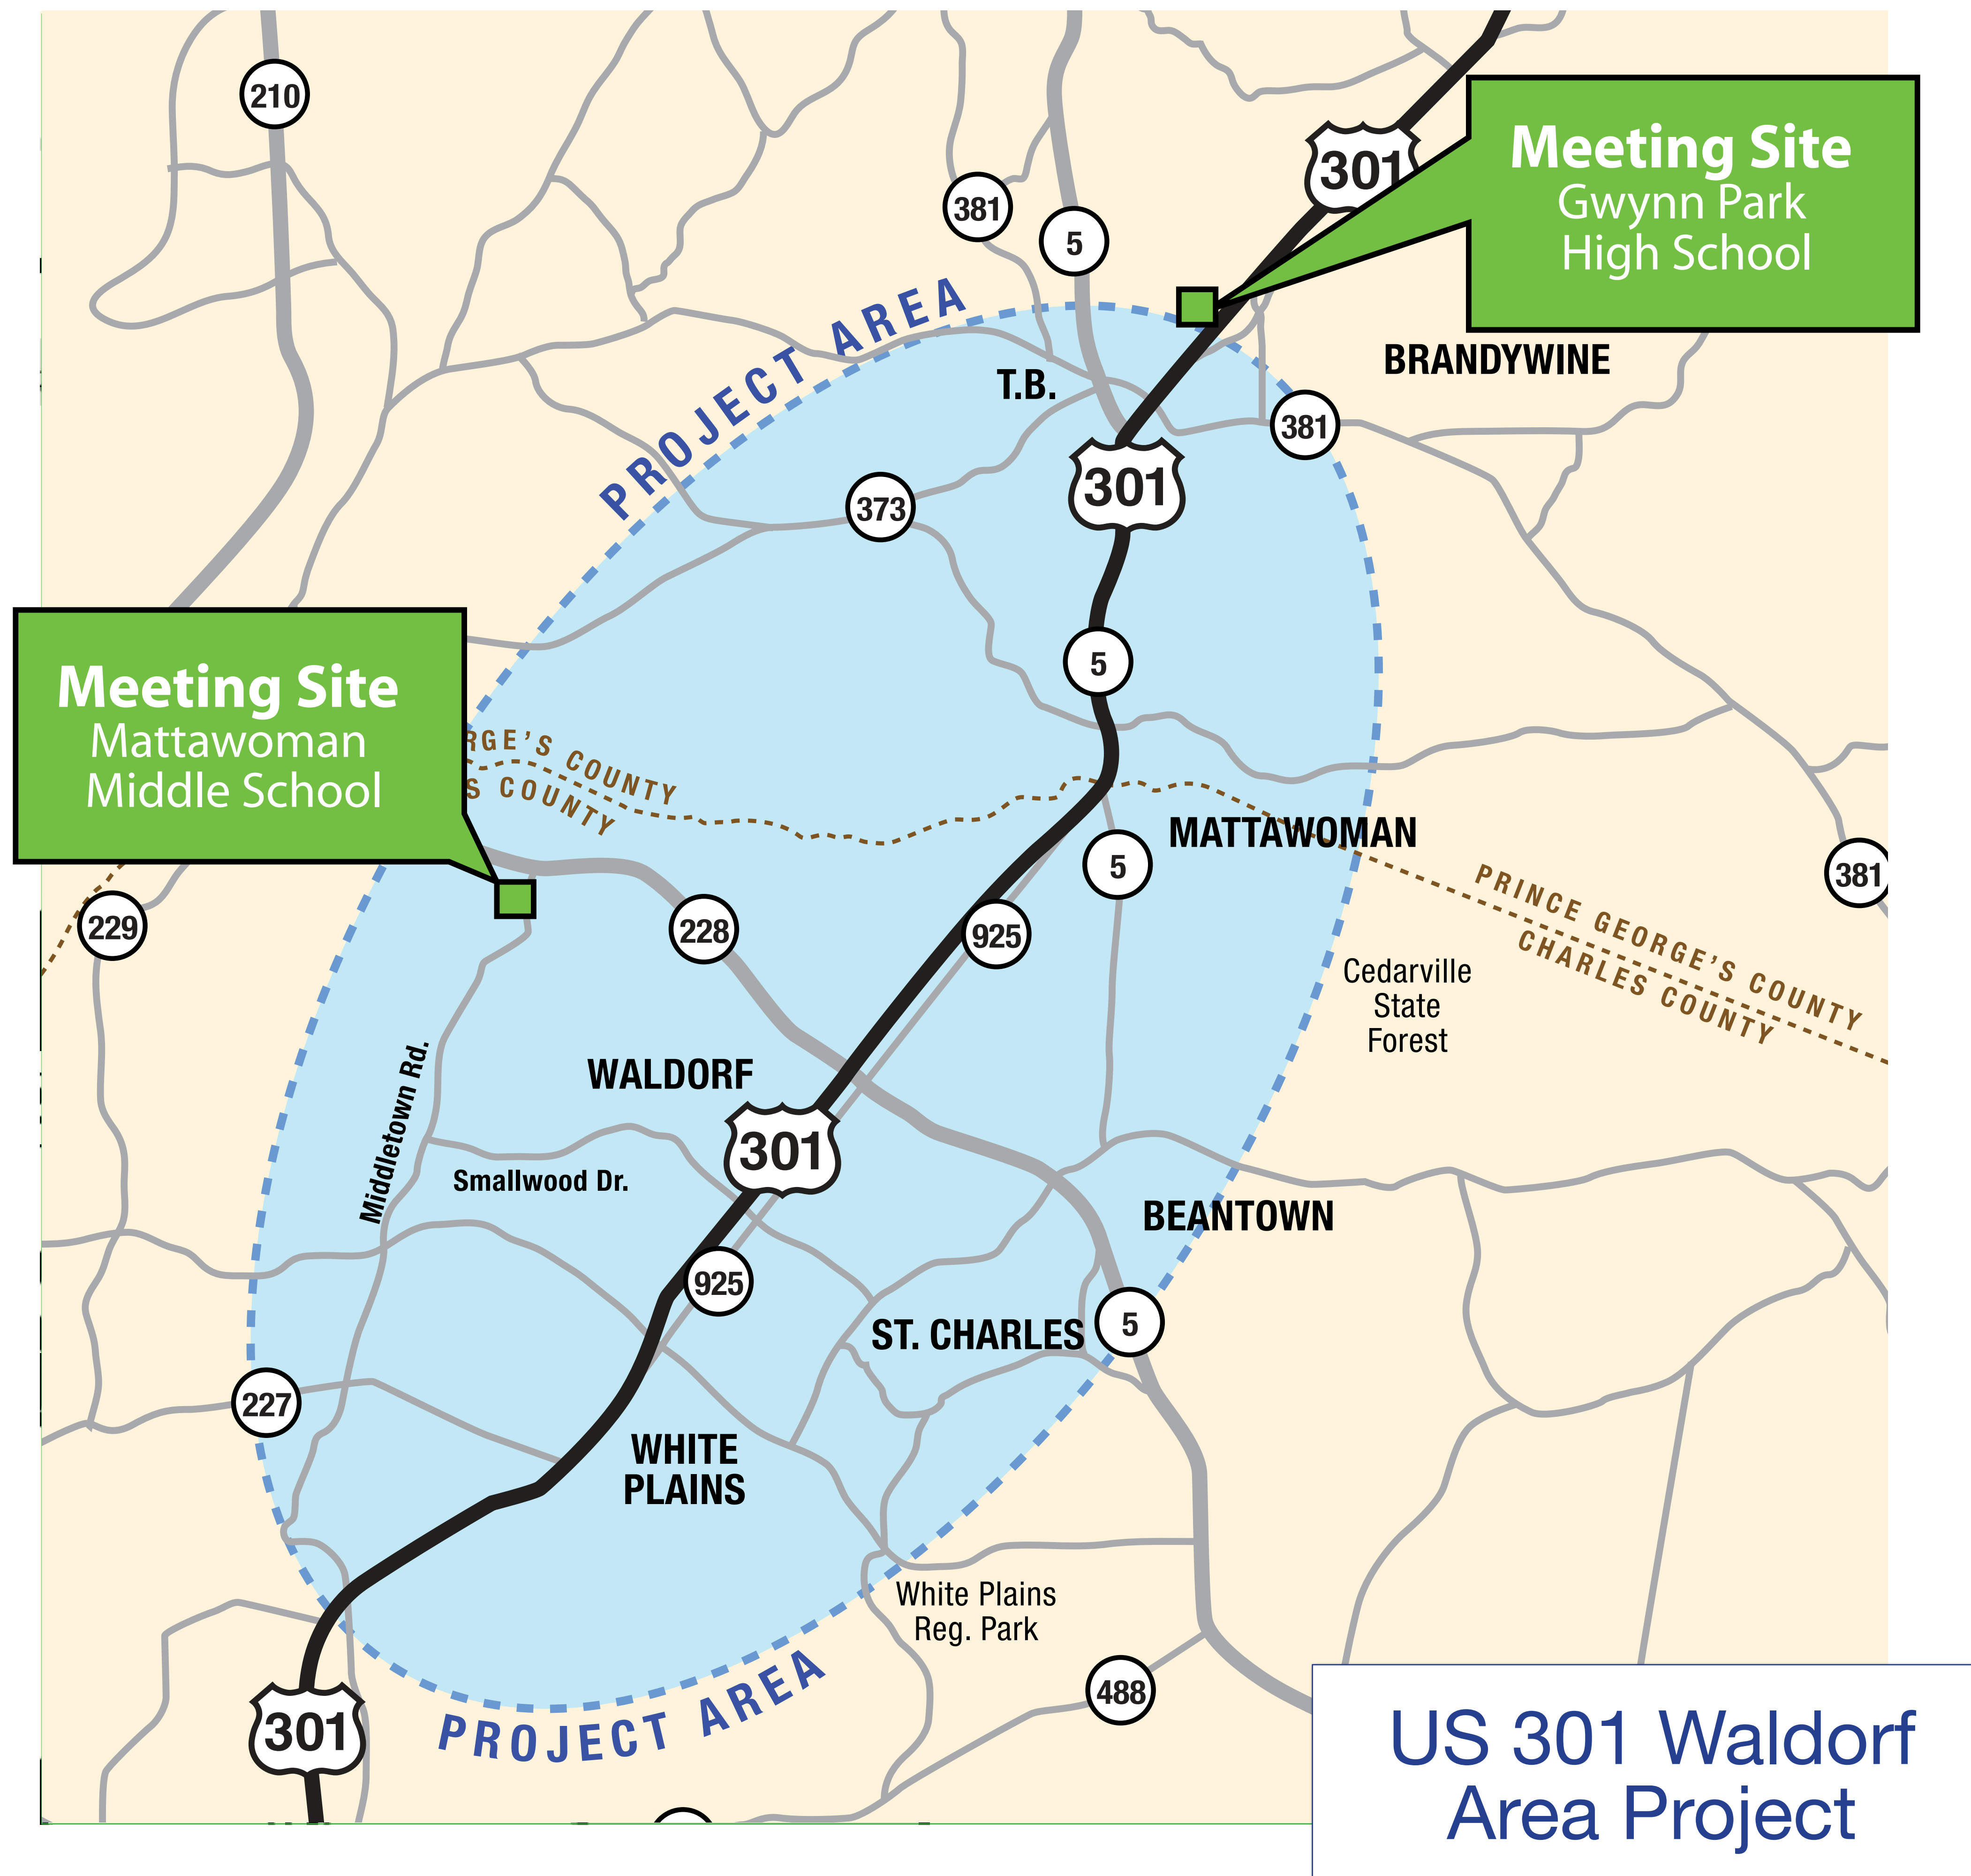 210
301
Meeting Site
Gwynn Park
High School
381
5
PROJECT AREA
BRANDYWINE
T.B.
381
301
373
5
Meeting Site
Mattawoman
Middle School
COUNTY
COUNTY
MATTAWOMAN
5
381
PRINCE GEORGE'S COUNTY
CHARLES COUNTY
229
228
925
Cedarville
State
Forest
WALDORF
Middletown Rd.
301
Smallwood Dr.
BEANTOWN
925
ST. CHARLES
5
227
WHITE
PLAINS
White Plains
Reg. Park
PROJECT AREA
488
301
US 301 Waldorf
Area Project